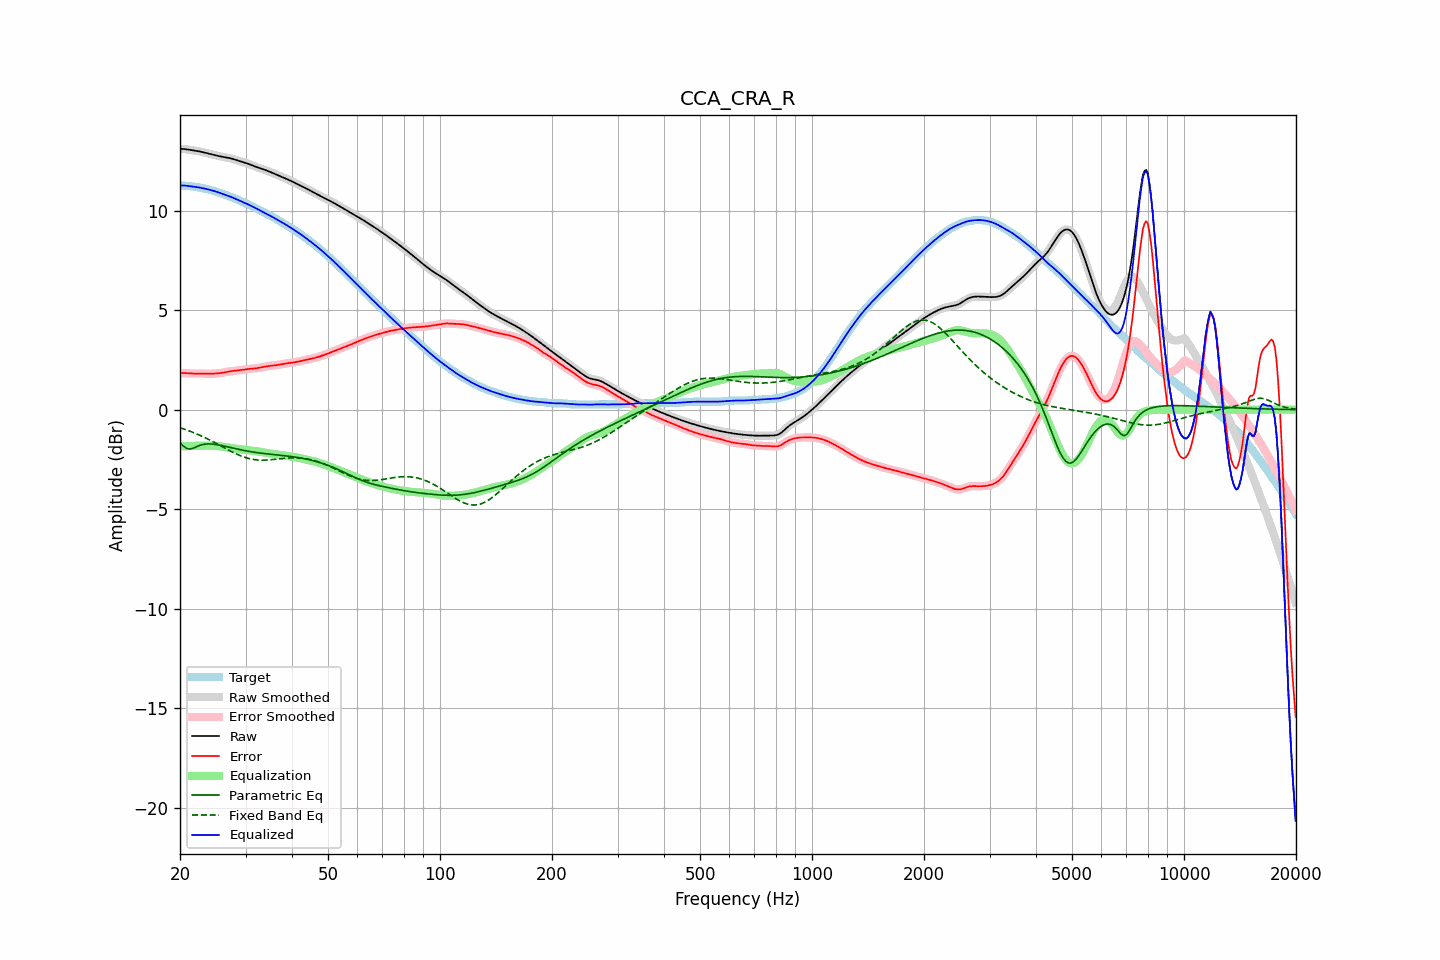 CCA_CRA_R
Amplitude (dBr)
10
5
0
−5
−10
−15
−20
Target
Raw Smoothed
Error Smoothed
Raw
Error
Equalization
Parametric Eq
Fixed Band Eq
Equalized
20 50 100 200 500 1000 2000 5000 10000 20000
Frequency (Hz)